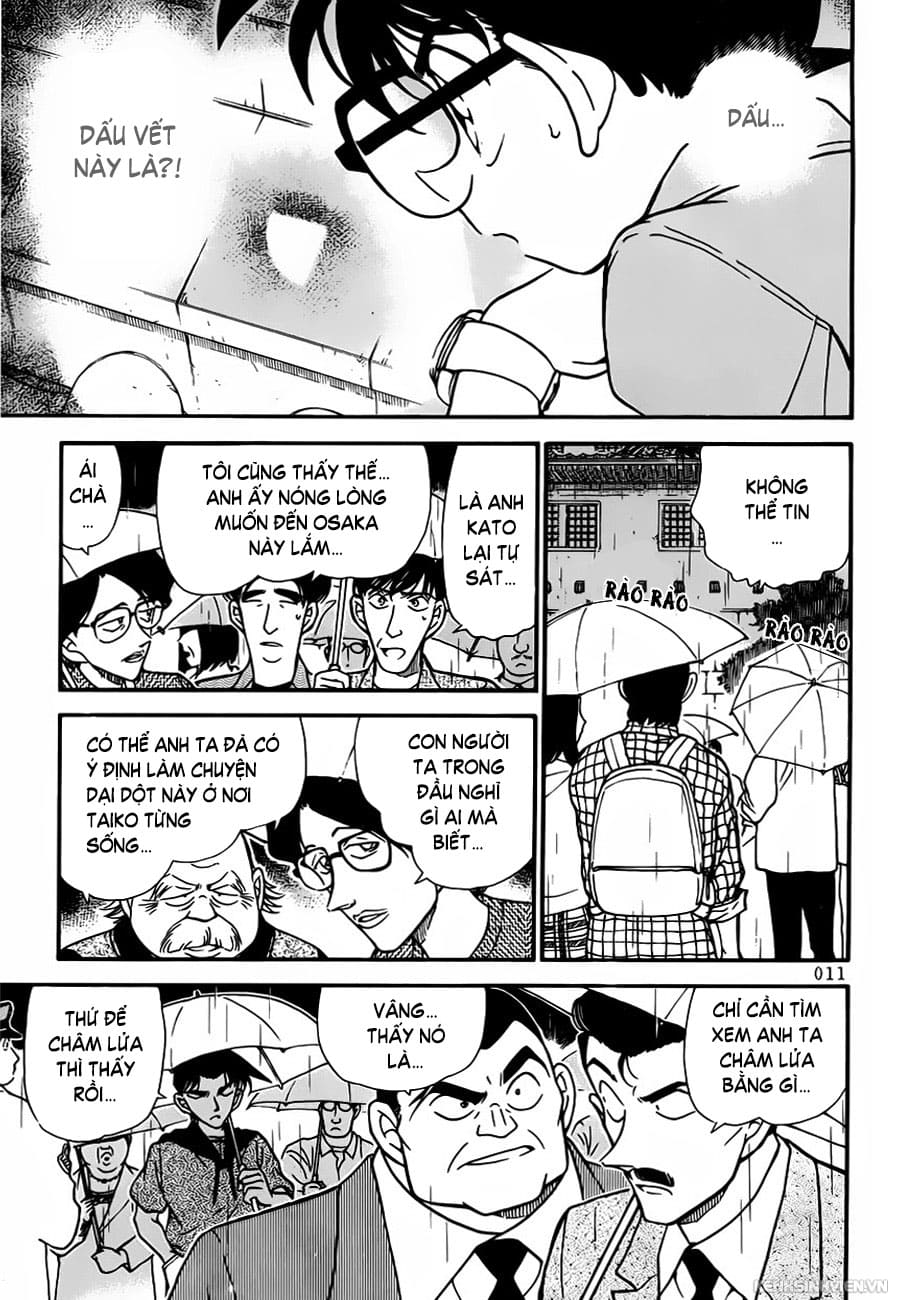 DẤU...
DẤU VẾT
NÀY LÀ?!
KHÔNG
THỂ TIN
...
RÀO RÀO
RÀO RÀO
LÀ ANH
KATO
LẠI TỰ
SÁT...
TÔI CŨNG THẤY THẾ...
ANH ẤY NÓNG LÒNG
MUỐN ĐẾN OSAKA
NÀY LẮM...
ÁI
CHÀ
...
CON NGƯỜI
TA TRONG
ĐẦU NGHĨ
GÌ AI MÀ
BIẾT...
CÓ THỂ ANH TA ĐÃ CÓ
Ý ĐỊNH LÀM CHUYỆN
DẠI DỘT NÀY Ở NƠI
TAIKO TỪNG
SỐNG...
011
CHỈ CẦN TÌM
XEM ANH TA
CHÂM LỬA
BẰNG GÌ...
VÂNG...
THẤY NÓ
LÀ...
THỨ ĐỂ
CHÂM LỬA
THÌ THẤY
RỒI...